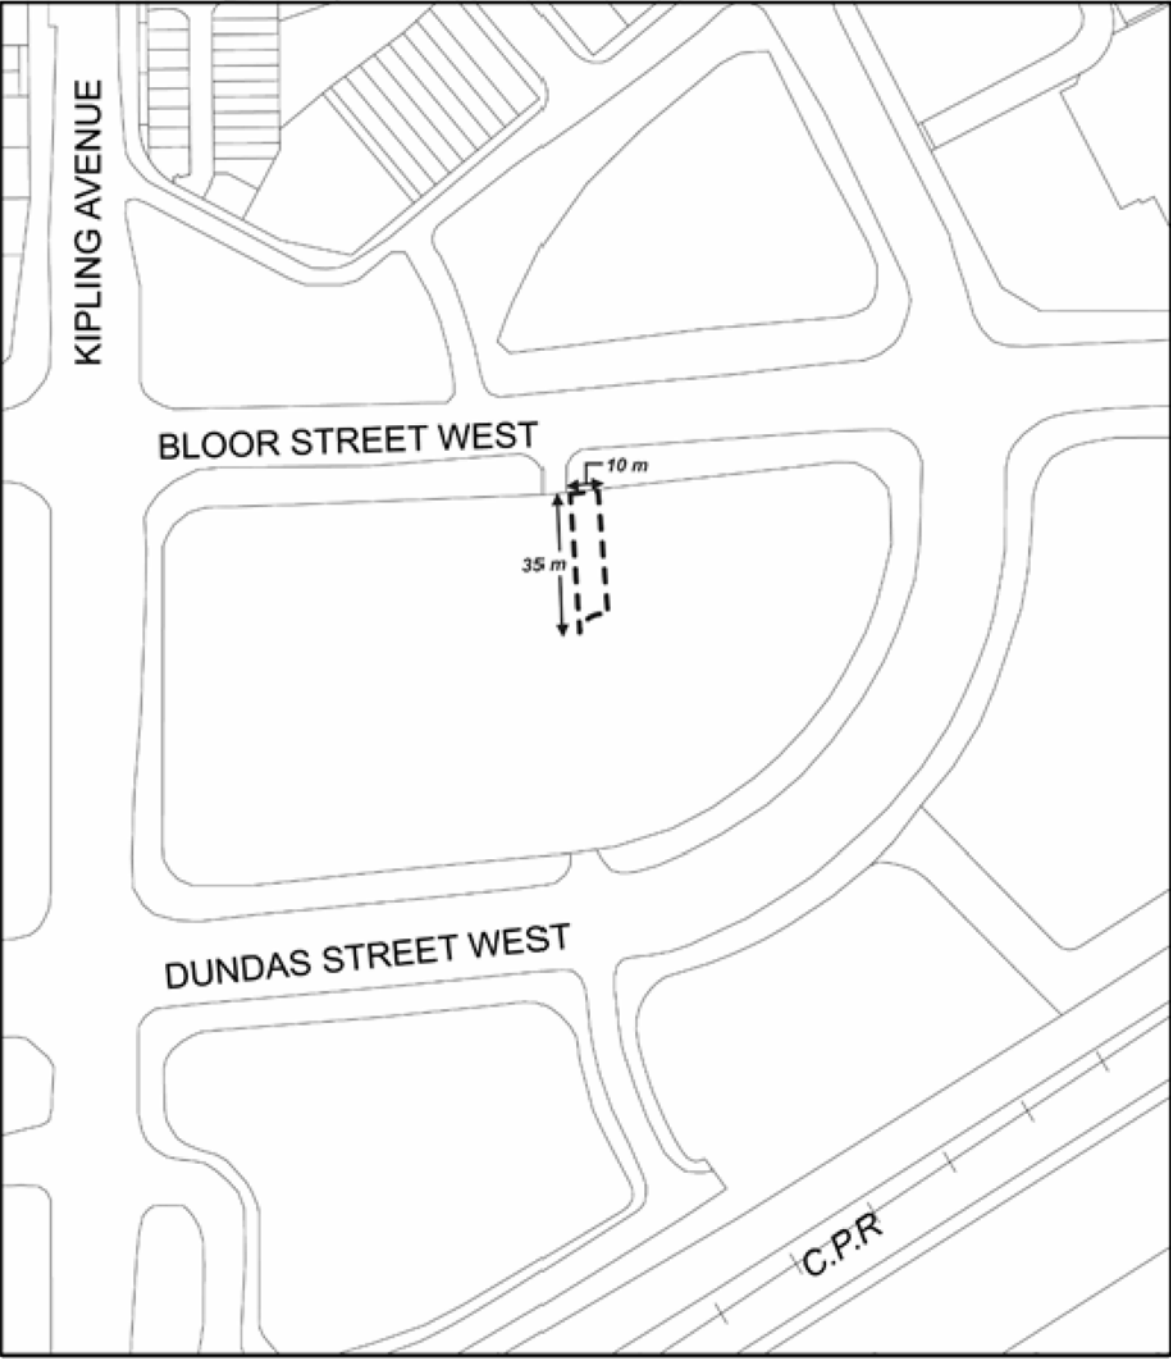 KIPLING AVENUE
BLOOR STREET WEST
10 m
35 m
DUNDAS STREET WEST
C.P.R